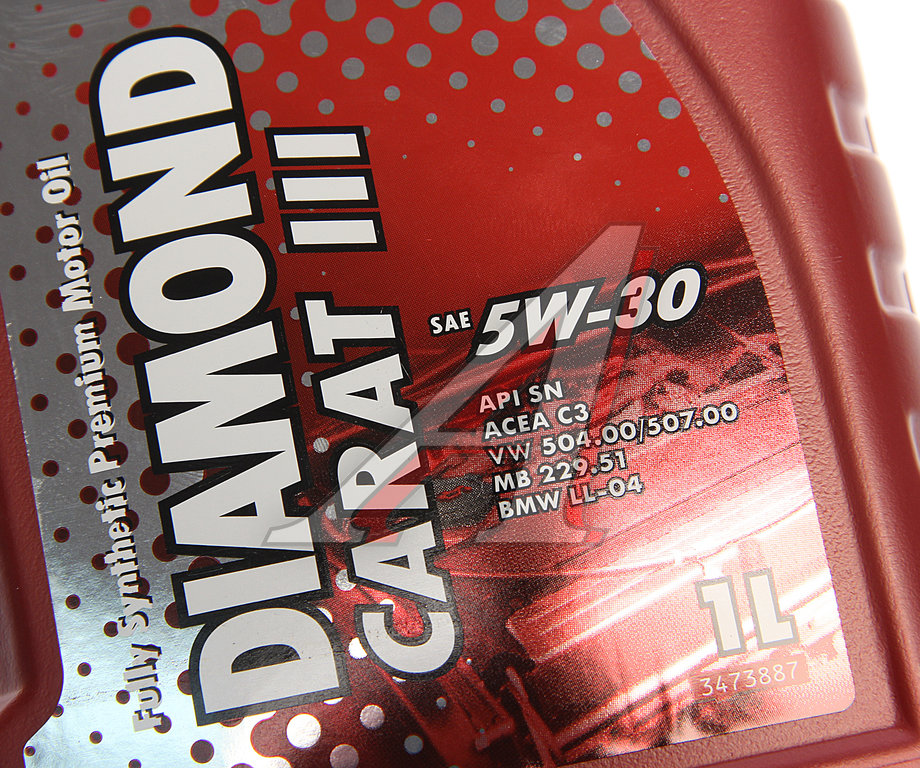 Fully Synthetic Premium Motor Oil
DIAMOND
CARAT III
SAE 5W-30
API SN
ACEA C3
VW 504.00/507.00
MB 229.51
BMW LL-04
1L
3473887